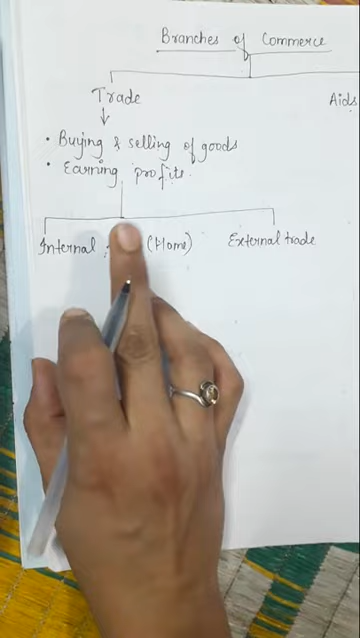 Branches of Commerce
Trade
Aids
• Buying & selling of goods
• Earning profits.
Internal (Home) External trade